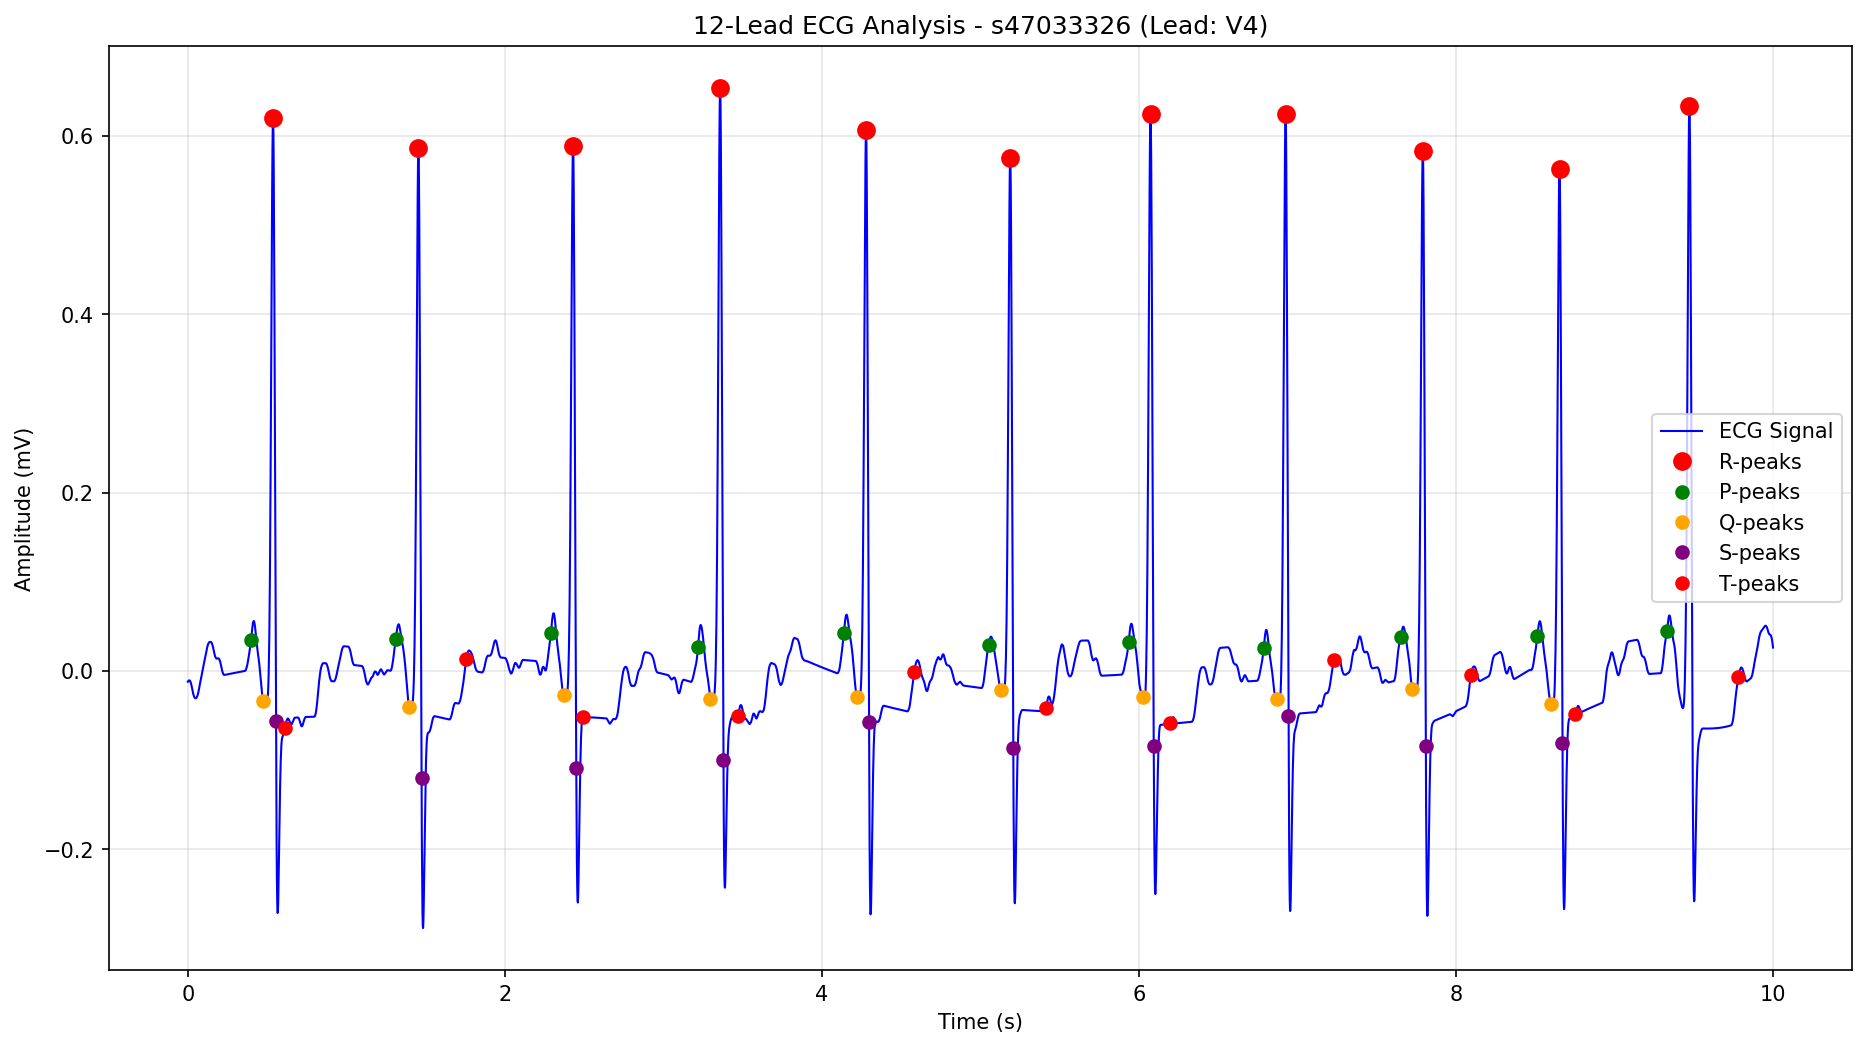 12-Lead ECG Analysis - s47033326 (Lead: V4)
Amplitude (mV)
0.6
0.4
0.2
0.0
−0.2
ECG Signal
R-peaks
P-peaks
Q-peaks
S-peaks
T-peaks
0 2 4 6 8 10
Time (s)